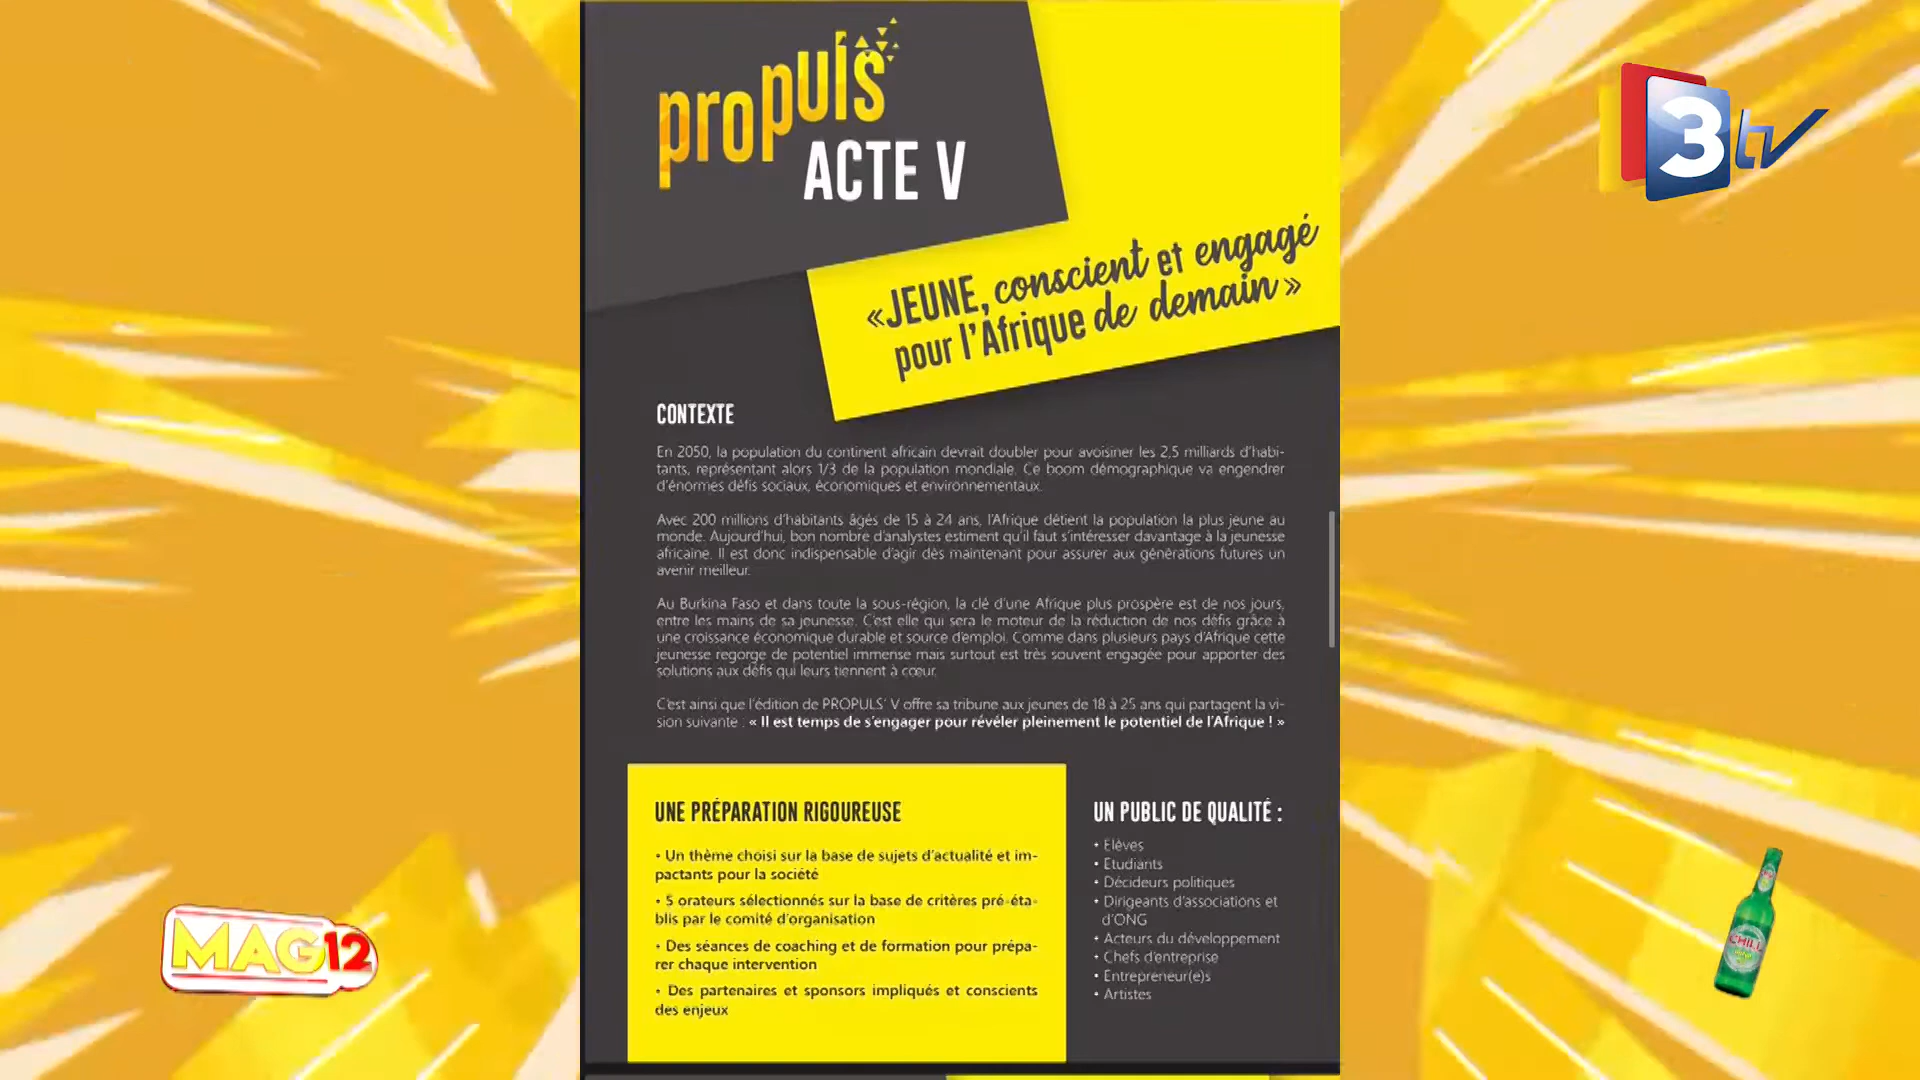 propuls'
ACTE V
3tv
«JEUNE, conscient et engagé
pour l'Afrique de demain»
CONTEXTE
En 2050, la population du continent africain devrait doubler pour avoisiner les 2,5 milliards d'habi-
tants, représentant alors 1/3 de la population mondiale. Ce boom démographique va engendrer
d'énormes défis sociaux, économiques et environnementaux.
Avec 200 millions d'habitants âgés de 15 à 24 ans, l'Afrique détient la population la plus jeune au
monde. Aujourd'hui, bon nombre d'analystes estiment qu'il faut s'intéresser davantage à la jeunesse
africaine. Il est donc indispensable d'agir dès maintenant pour assurer aux générations futures un
avenir meilleur.
Au Burkina Faso et dans toute la sous-région, la clé d'une Afrique plus prospère est de nos jours,
entre les mains de sa jeunesse. C'est elle qui sera le moteur de la réduction de nos défis grâce à
une croissance économique durable et source d'emploi. Comme dans plusieurs pays d'Afrique cette
jeunesse regorge de potentiel immense mais surtout est très souvent engagée pour apporter des
solutions aux défis qui leurs tiennent à cœur.
C'est ainsi que l'édition de PROPULS' V offre sa tribune aux jeunes de 18 à 25 ans qui partagent la vi-
sion suivante : « Il est temps de s'engager pour révéler pleinement le potentiel de l'Afrique ! »
UNE PRÉPARATION RIGOUREUSE
• Un thème choisi sur la base de sujets d'actualité et im-
pactants pour la société
• 5 orateurs sélectionnés sur la base de critères pré-éta-
blis par le comité d'organisation
• Des séances de coaching et de formation pour prépa-
rer chaque intervention
• Des partenaires et sponsors impliqués et conscients
des enjeux
UN PUBLIC DE QUALITÉ :
• Elèves
• Etudiants
• Décideurs politiques
• Dirigeants d'associations et
d'ONG
• Acteurs du développement
• Chefs d'entreprise
• Entrepreneur(e)s
• Artistes
MAG12
CHILL